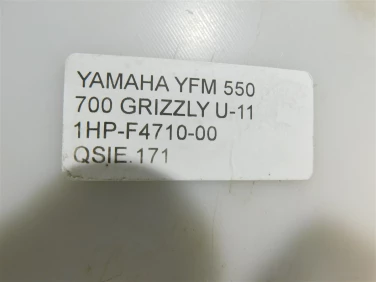 YAMAHA YFM 550
700 GRIZZLY U-11
1HP-F4710-00
QSIE.171